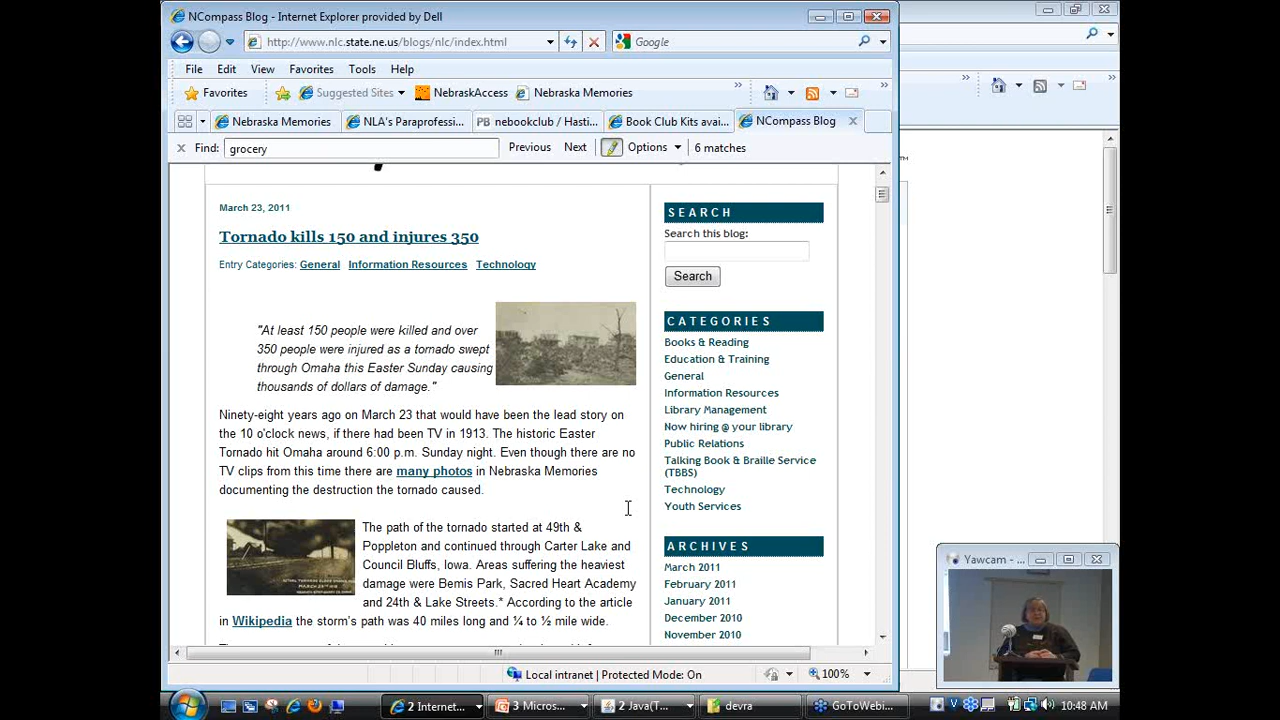 NCompass Blog - Internet Explorer provided by Dell
http://www.nlc.state.ne.us/blogs/nlc/index.html
Google
File Edit View Favorites Tools Help
Favorites Suggested Sites NebraskAccess Nebraska Memories
Nebraska Memories NLA's Paraprofessi... PB nebookclub / Hasti... Book Club Kits avai... NCompass Blog
Find: grocery Previous Next Options 6 matches
March 23, 2011
Tornado kills 150 and injures 350
Entry Categories: General Information Resources Technology
"At least 150 people were killed and over
350 people were injured as a tornado swept
through Omaha this Easter Sunday causing
thousands of dollars of damage."
Ninety-eight years ago on March 23 that would have been the lead story on
the 10 o'clock news, if there had been TV in 1913. The historic Easter
Tornado hit Omaha around 6:00 p.m. Sunday night. Even though there are no
TV clips from this time there are many photos in Nebraska Memories
documenting the destruction the tornado caused.
The path of the tornado started at 49th &
Poppleton and continued through Carter Lake and
Council Bluffs, Iowa. Areas suffering the heaviest
damage were Bemis Park, Sacred Heart Academy
and 24th & Lake Streets.* According to the article
in Wikipedia the storm's path was 40 miles long and ¼ to ½ mile wide.
SEARCH
Search this blog:
Search
CATEGORIES
Books & Reading
Education & Training
General
Information Resources
Library Management
Now hiring @ your library
Public Relations
Talking Book & Braille Service
(TBBS)
Technology
Youth Services
ARCHIVES
March 2011
February 2011
January 2011
December 2010
November 2010
Yawcam - ...
Local intranet | Protected Mode: On 100%
2 Internet... 3 Micros... 2 Java(T... devra GoToWebi... 10:48 AM